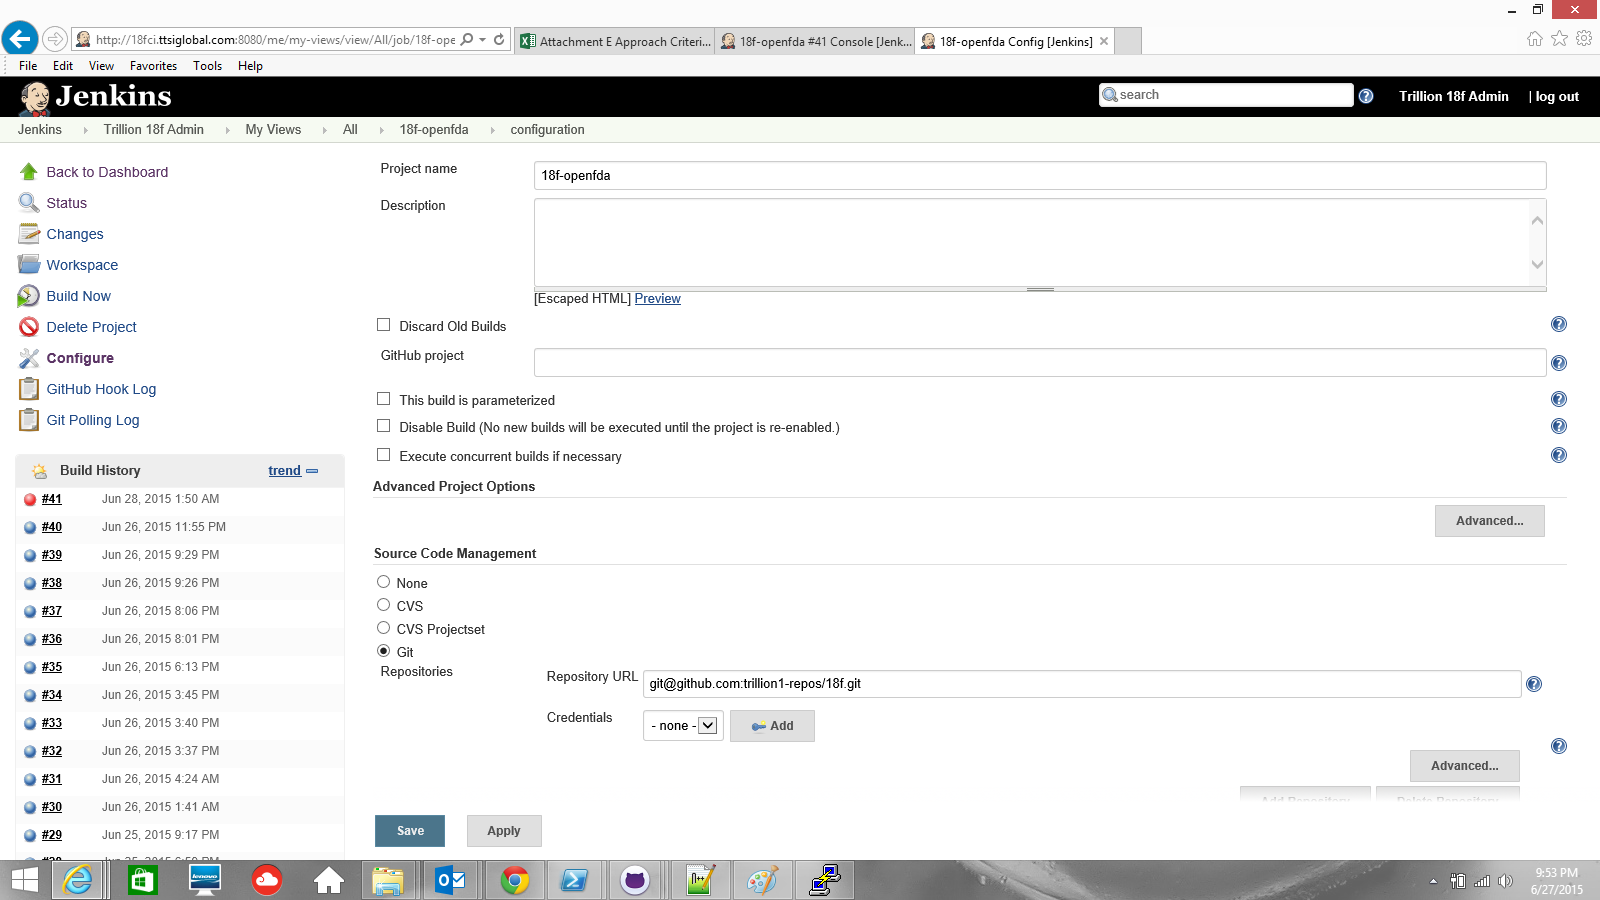 http://18fci.ttsiglobal.com:8080/me/my-views/view/All/job/18f-ope
Attachment E Approach Criteri...
18f-openfda #41 Console [Jenk...
18f-openfda Config [Jenkins]
File Edit View Favorites Tools Help
Jenkins
search
Trillion 18f Admin
| log out
Jenkins Trillion 18f Admin My Views All 18f-openfda configuration
Back to Dashboard
Status
Changes
Workspace
Build Now
Delete Project
Configure
GitHub Hook Log
Git Polling Log
Build History trend
#41 Jun 28, 2015 1:50 AM
#40 Jun 26, 2015 11:55 PM
#39 Jun 26, 2015 9:29 PM
#38 Jun 26, 2015 9:26 PM
#37 Jun 26, 2015 8:06 PM
#36 Jun 26, 2015 8:01 PM
#35 Jun 26, 2015 6:13 PM
#34 Jun 26, 2015 3:45 PM
#33 Jun 26, 2015 3:40 PM
#32 Jun 26, 2015 3:37 PM
#31 Jun 26, 2015 4:24 AM
#30 Jun 26, 2015 1:41 AM
#29 Jun 25, 2015 9:17 PM
Project name
18f-openfda
Description
[Escaped HTML] Preview
Discard Old Builds
GitHub project
This build is parameterized
Disable Build (No new builds will be executed until the project is re-enabled.)
Execute concurrent builds if necessary
Advanced Project Options
Advanced...
Source Code Management
None
CVS
CVS Projectset
Git
Repositories
Repository URL
git@github.com:trillion1-repos/18f.git
Credentials
- none -
Add
Advanced...
Add Repository
Delete Repository
Save
Apply
lenovo
9:53 PM
6/27/2015